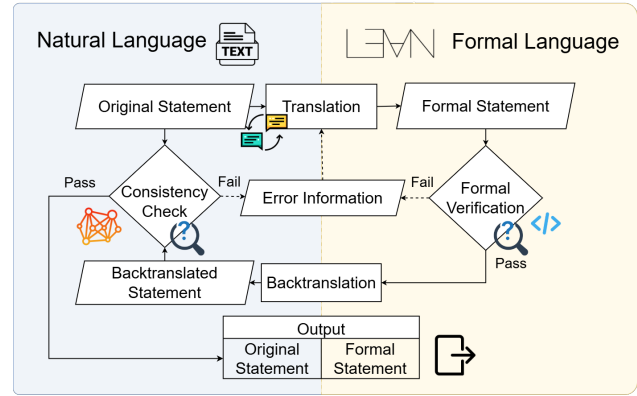 Natural Language
TEXT
LEAN
Formal Language
Original Statement
Translation
Formal Statement
Pass
Consistency
Check
Fail
Error Information
Fail
Formal
Verification
?
?
</>
Pass
Backtranslated
Statement
Backtranslation
Output
Original
Statement
Formal
Statement